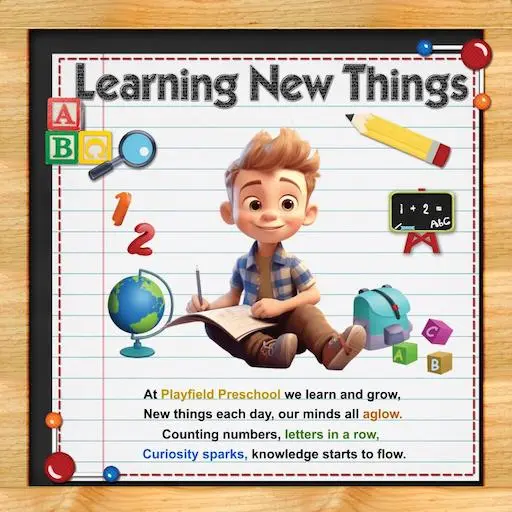 Learning New Things
A
B C
1
2
1 + 2 =
ABC
C
A B
At Playfield Preschool we learn and grow,
New things each day, our minds all aglow.
Counting numbers, letters in a row,
Curiosity sparks, knowledge starts to flow.